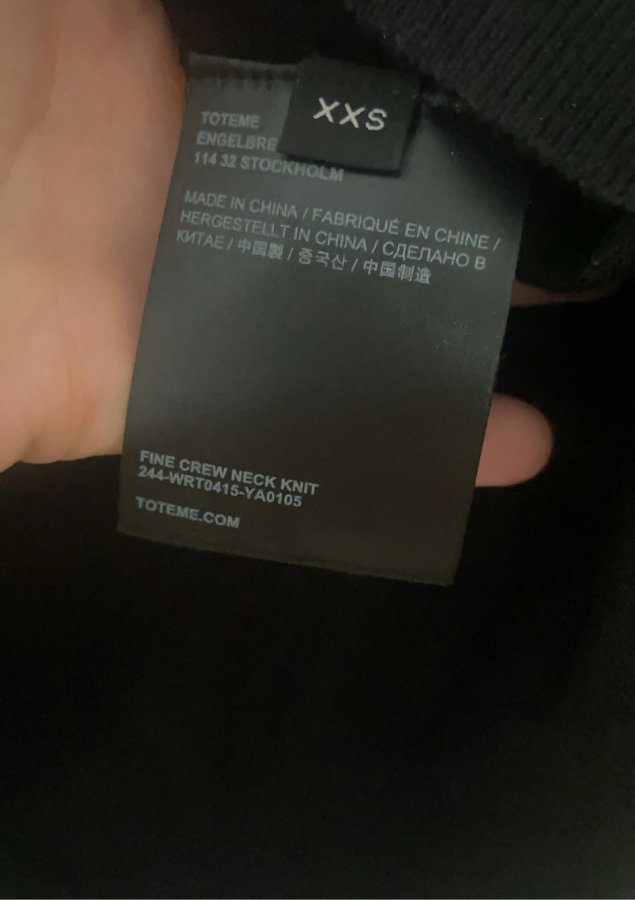 XXS
TOTEME
ENGELBRE
114 32 STOCKHOLM
MADE IN CHINA / FABRIQUÉ EN CHINE /
HERGESTELLT IN CHINA / СДЕЛАНО В
КИТАЕ / 中国製 / 중국산 / 中国制造
FINE CREW NECK KNIT
244-WRT0415-YA0105
TOTEME.COM